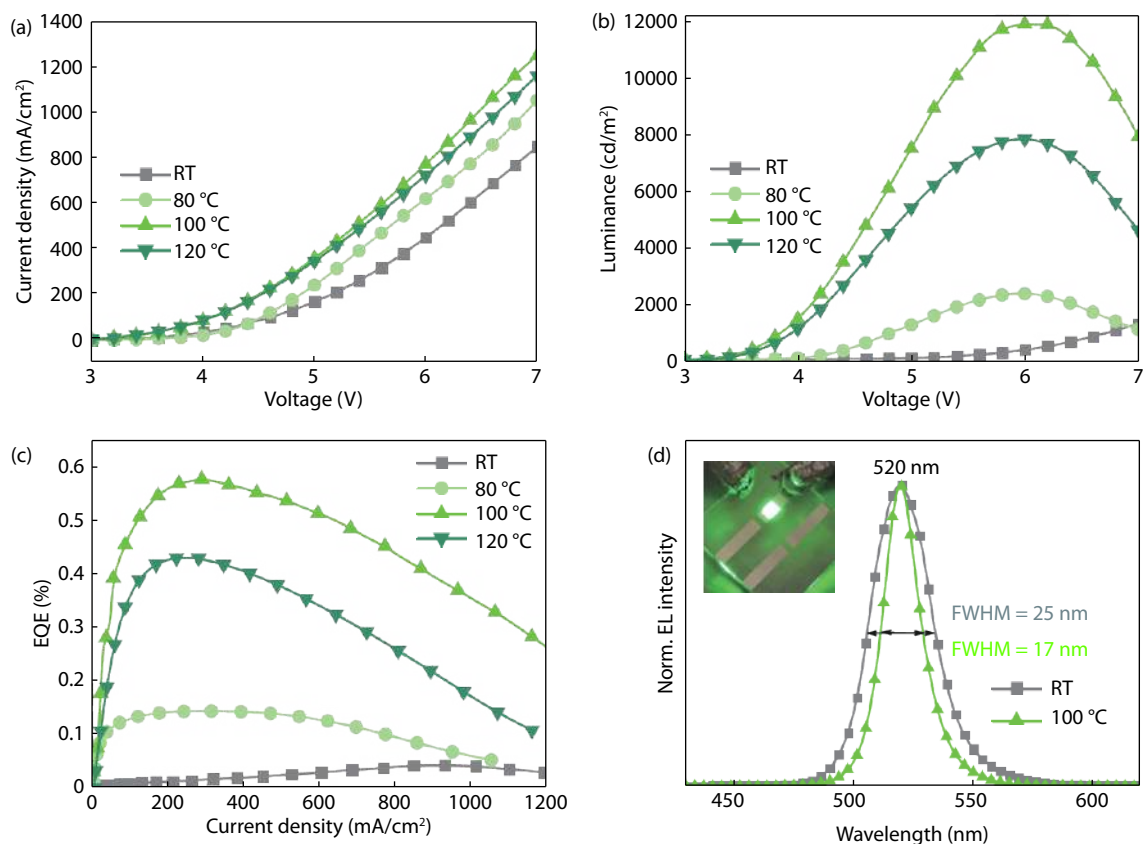 (a)
1400
1200
1000
800
600
400
200
0
Current density (mA/cm²)
RT
80 °C
100 °C
120 °C
3 4 5 6 7
Voltage (V)
(b)
12000
10000
8000
6000
4000
2000
0
Luminance (cd/m²)
RT
80 °C
100 °C
120 °C
3 4 5 6 7
Voltage (V)
(c)
0.6
0.5
0.4
0.3
0.2
0.1
0
EQE (%)
RT
80 °C
100 °C
120 °C
0 200 400 600 800 1000 1200
Current density (mA/cm²)
(d)
520 nm
Norm. EL intensity
FWHM = 25 nm
FWHM = 17 nm
RT
100 °C
450 500 550 600
Wavelength (nm)